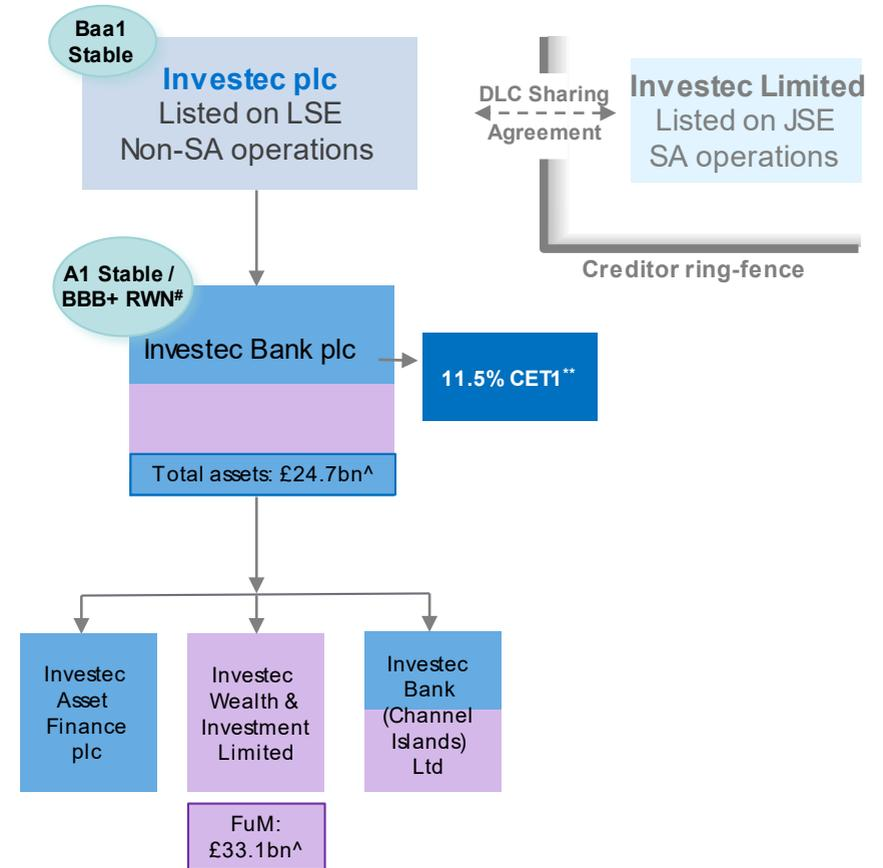 Baa1
Stable
Investec plc
Listed on LSE
Non-SA operations
DLC Sharing
Agreement
Investec Limited
Listed on JSE
SA operations
Creditor ring-fence
A1 Stable /
BBB+ RWN#
Investec Bank plc
11.5% CET1**
Total assets: £24.7bn^
Investec
Asset
Finance
plc
Investec
Wealth &
Investment
Limited
Investec
Bank
(Channel
Islands)
Ltd
FuM:
£33.1bn^